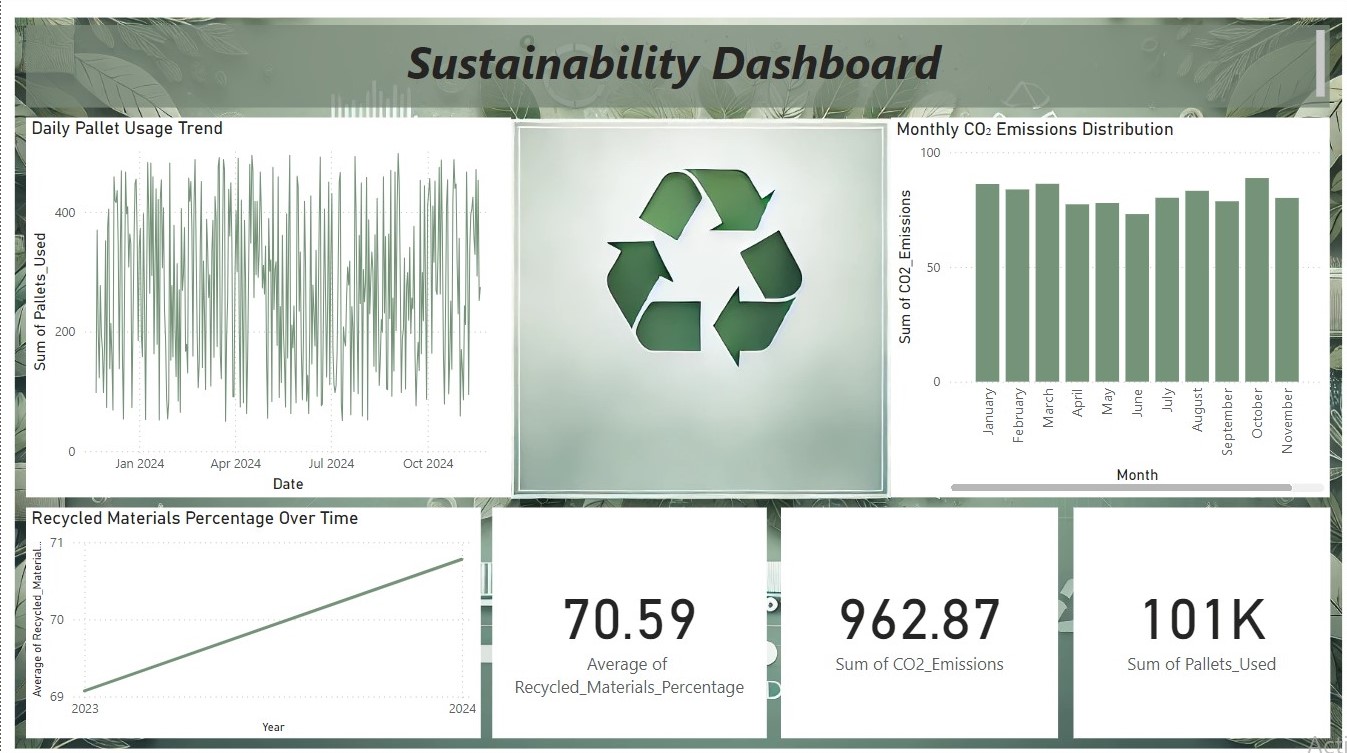 Sustainability Dashboard
Daily Pallet Usage Trend
Sum of Pallets_Used
400
200
0
Jan 2024 Apr 2024 Jul 2024 Oct 2024
Date
Monthly CO₂ Emissions Distribution
Sum of CO2_Emissions
100
50
0
January
February
March
April
May
June
July
August
September
October
November
Month
Recycled Materials Percentage Over Time
Average of Recycled_Material...
71
70
69
2023 2024
Year
70.59
Average of
Recycled_Materials_Percentage
962.87
Sum of CO2_Emissions
101K
Sum of Pallets_Used